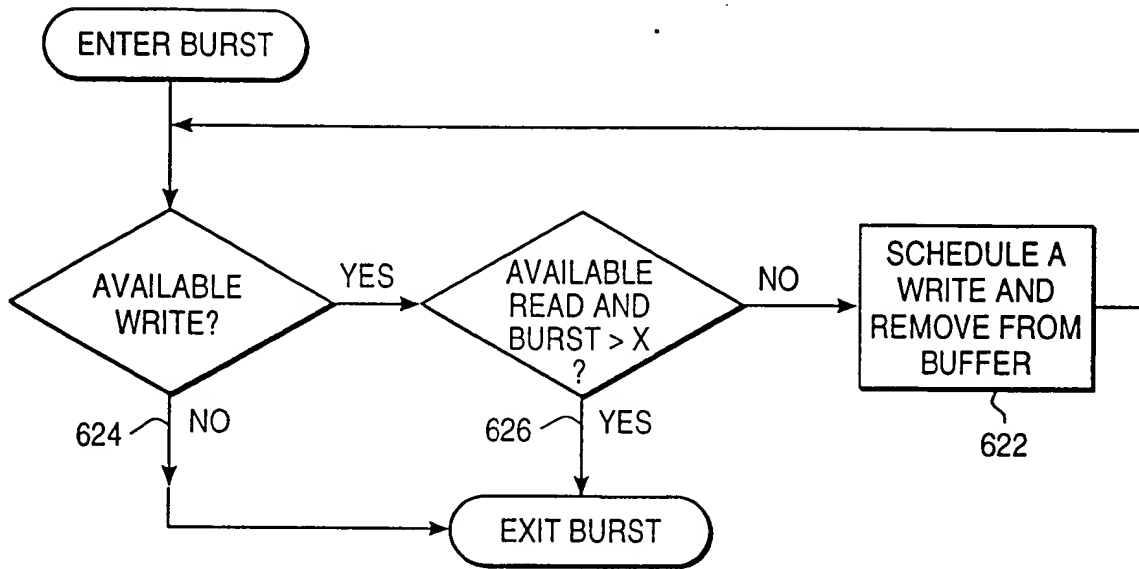 ENTER BURST
AVAILABLE
WRITE?
YES
AVAILABLE
READ AND
BURST > X
?
NO
SCHEDULE A
WRITE AND
REMOVE FROM
BUFFER
624
NO
626
YES
622
EXIT BURST